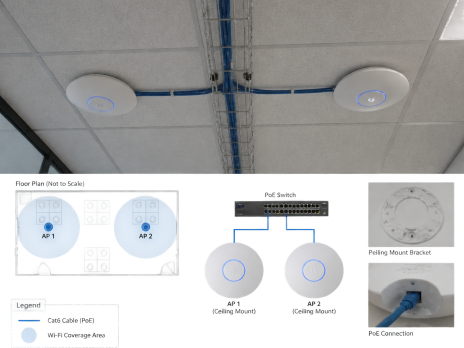 Floor Plan (Not to Scale)
AP 1
AP 2
Legend
Cat6 Cable (PoE)
Wi-Fi Coverage Area
PoE Switch
AP 1
(Ceiling Mount)
AP 2
(Ceiling Mount)
Peiling Mount Bracket
PoE Connection